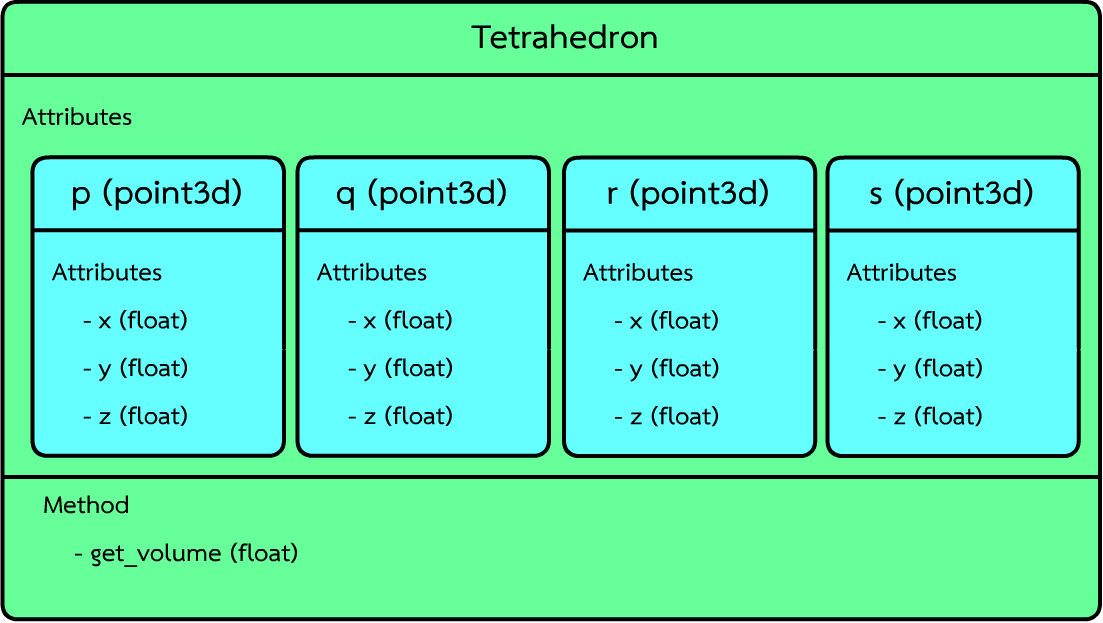 Tetrahedron
Attributes
p (point3d)
Attributes
- x (float)
- y (float)
- z (float)
q (point3d)
Attributes
- x (float)
- y (float)
- z (float)
r (point3d)
Attributes
- x (float)
- y (float)
- z (float)
s (point3d)
Attributes
- x (float)
- y (float)
- z (float)
Method
- get_volume (float)